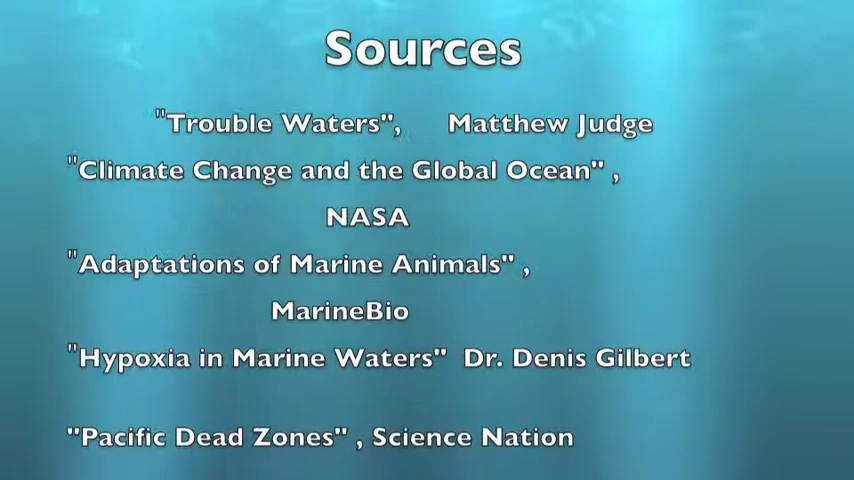 Sources
"Trouble Waters", Matthew Judge
"Climate Change and the Global Ocean" ,
NASA
"Adaptations of Marine Animals" ,
MarineBio
"Hypoxia in Marine Waters" Dr. Denis Gilbert
"Pacific Dead Zones" , Science Nation